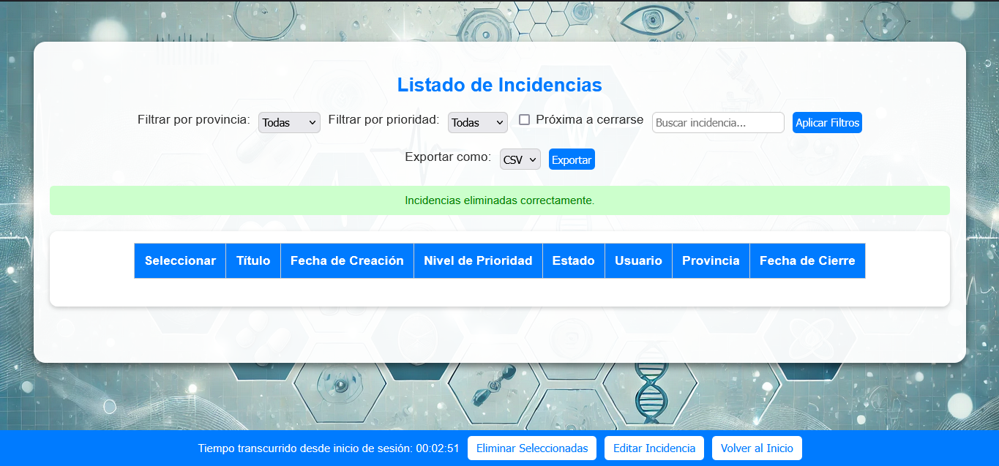 Listado de Incidencias
Filtrar por provincia: Todas Filtrar por prioridad: Todas Próxima a cerrarse Buscar incidencia... Aplicar Filtros
Exportar como: CSV Exportar
Incidencias eliminadas correctamente.
Seleccionar Título Fecha de Creación Nivel de Prioridad Estado Usuario Provincia Fecha de Cierre
Tiempo transcurrido desde inicio de sesión: 00:02:51 Eliminar Seleccionadas Editar Incidencia Volver al Inicio